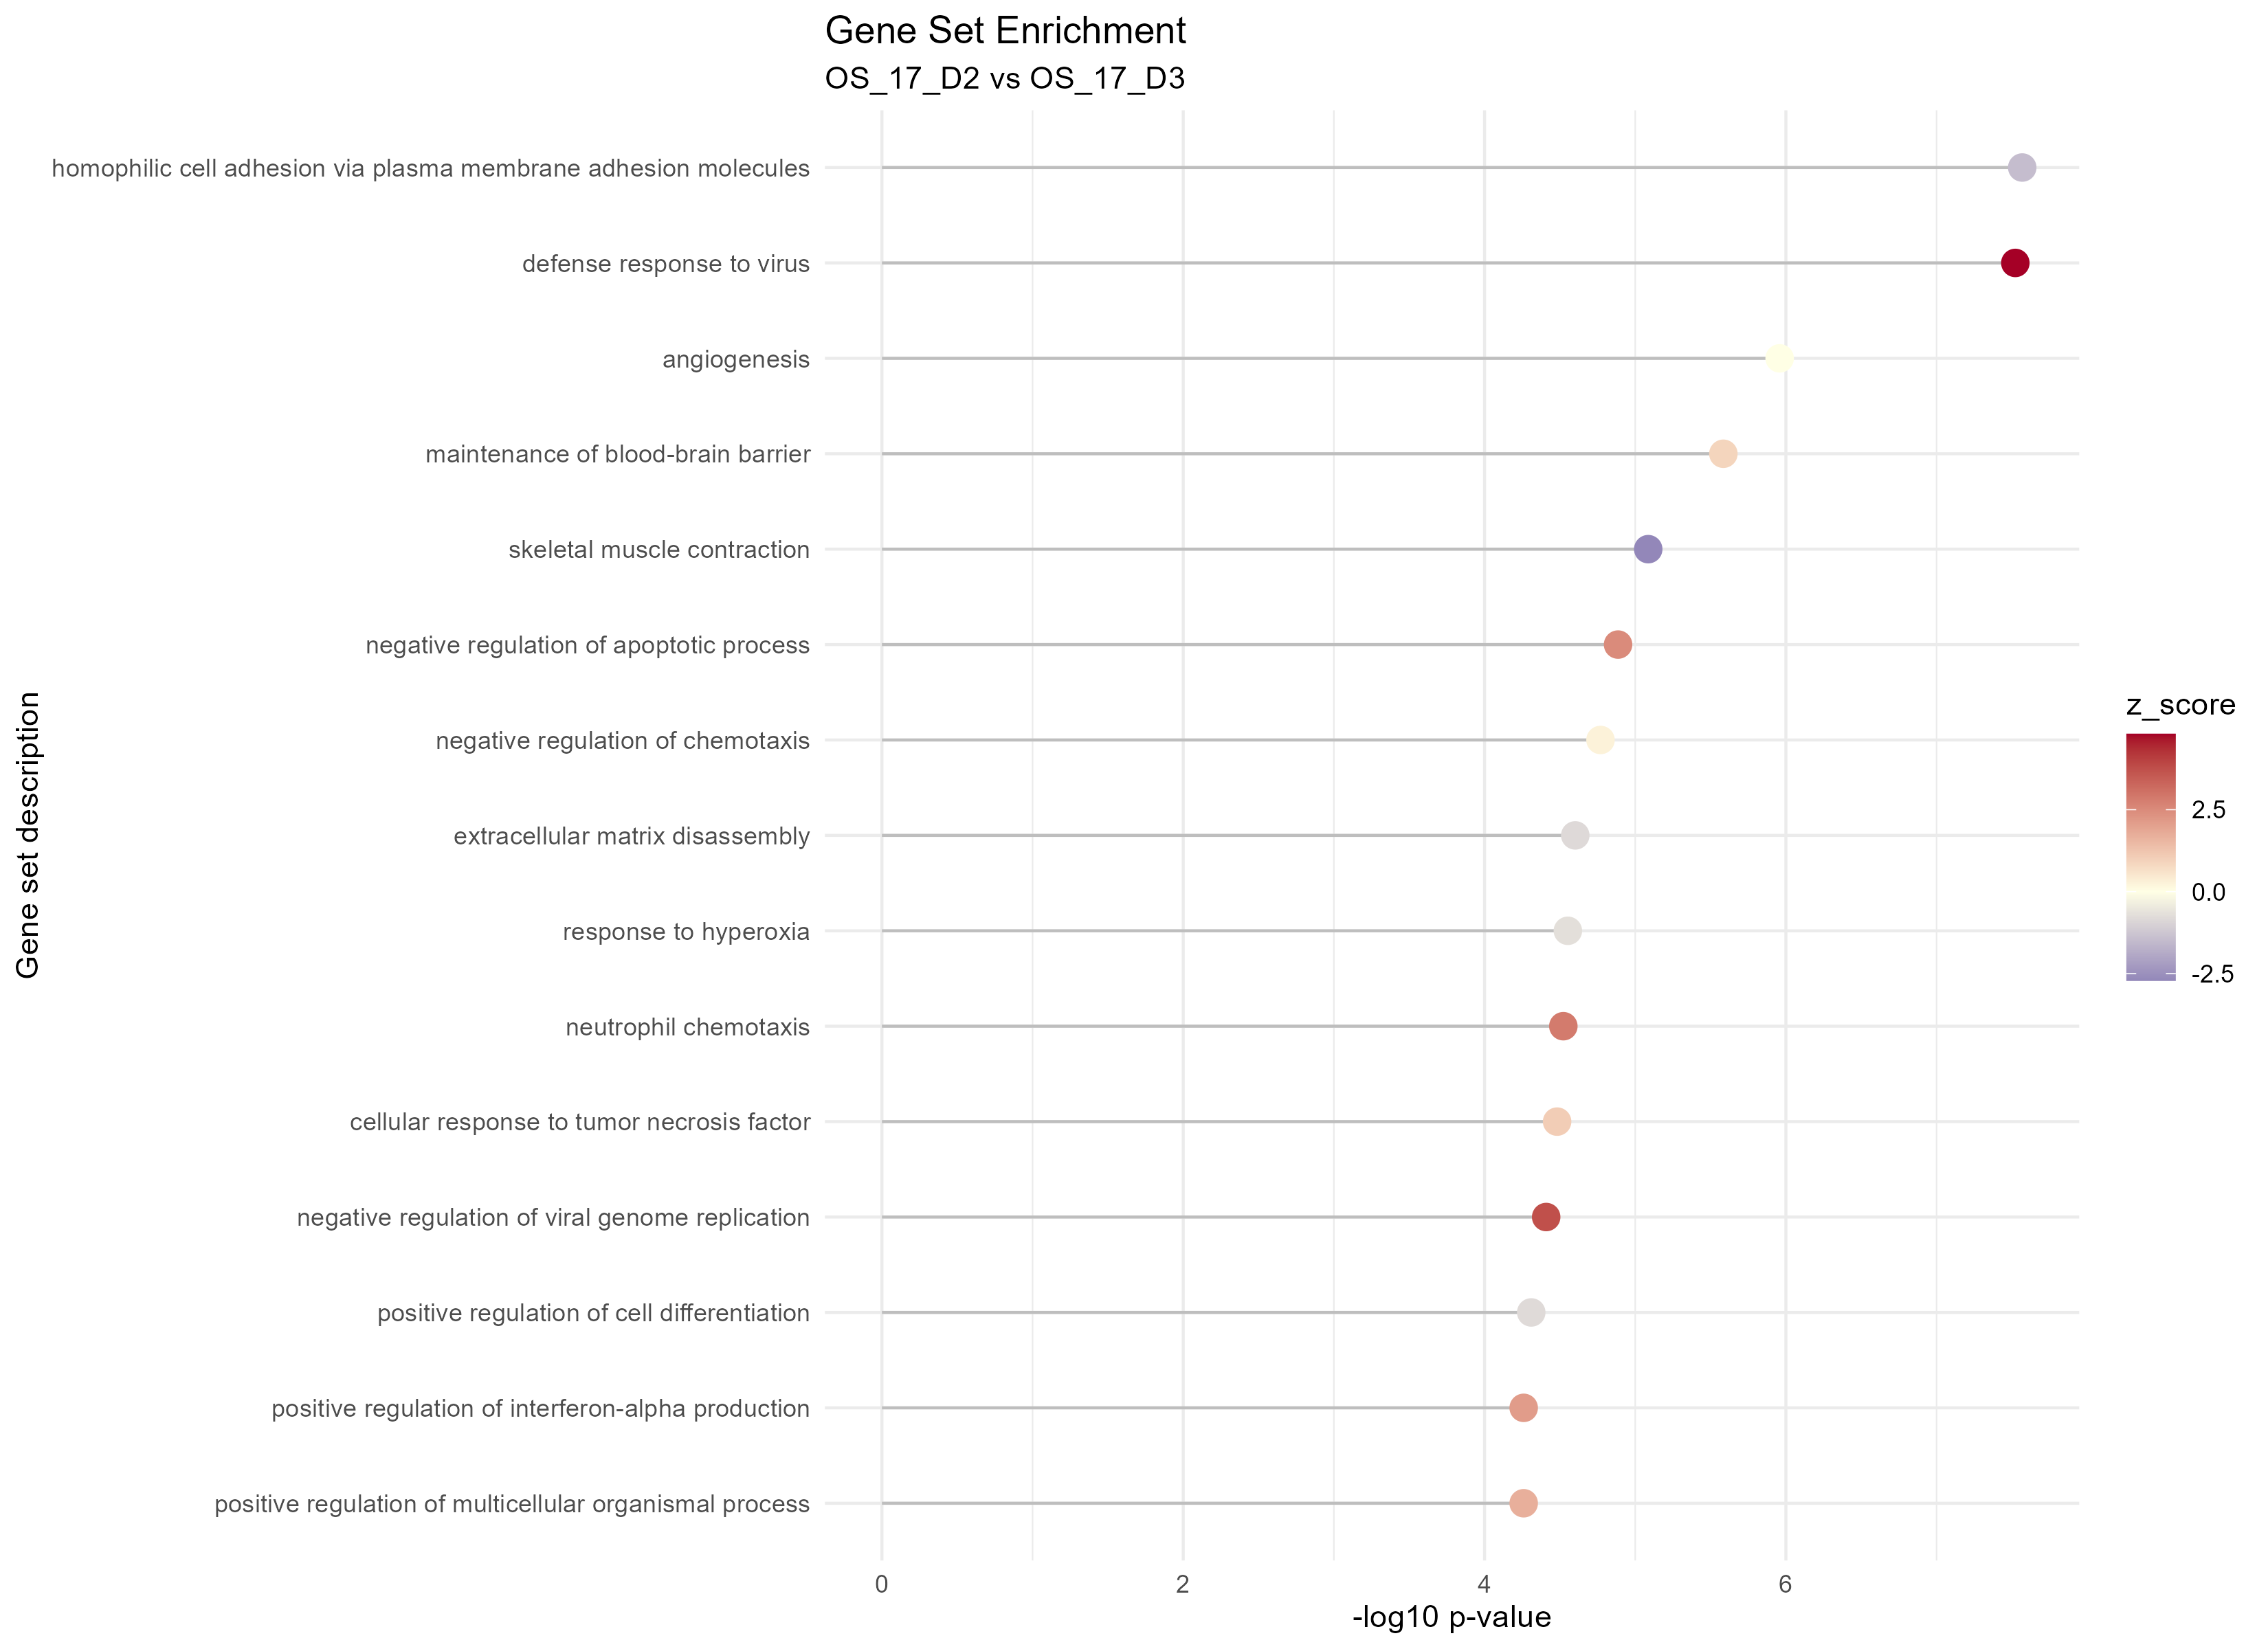 Gene Set Enrichment
OS_17_D2 vs OS_17_D3
homophilic cell adhesion via plasma membrane adhesion molecules
defense response to virus
angiogenesis
maintenance of blood-brain barrier
skeletal muscle contraction
negative regulation of apoptotic process
negative regulation of chemotaxis
extracellular matrix disassembly
response to hyperoxia
neutrophil chemotaxis
cellular response to tumor necrosis factor
negative regulation of viral genome replication
positive regulation of cell differentiation
positive regulation of interferon-alpha production
positive regulation of multicellular organismal process
Gene set description
0 2 4 6
-log10 p-value
z_score
2.5
0.0
-2.5